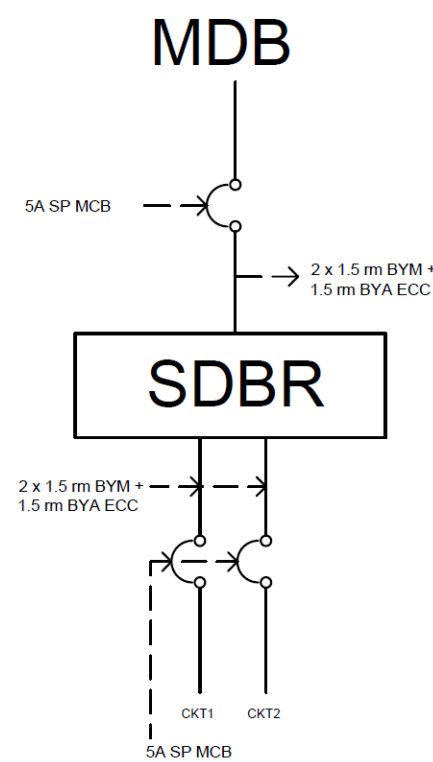 MDB
5A SP MCB
2 x 1.5 rm BYM +
1.5 rm BYA ECC
SDBR
2 x 1.5 rm BYM +
1.5 rm BYA ECC
CKT1
CKT2
5A SP MCB